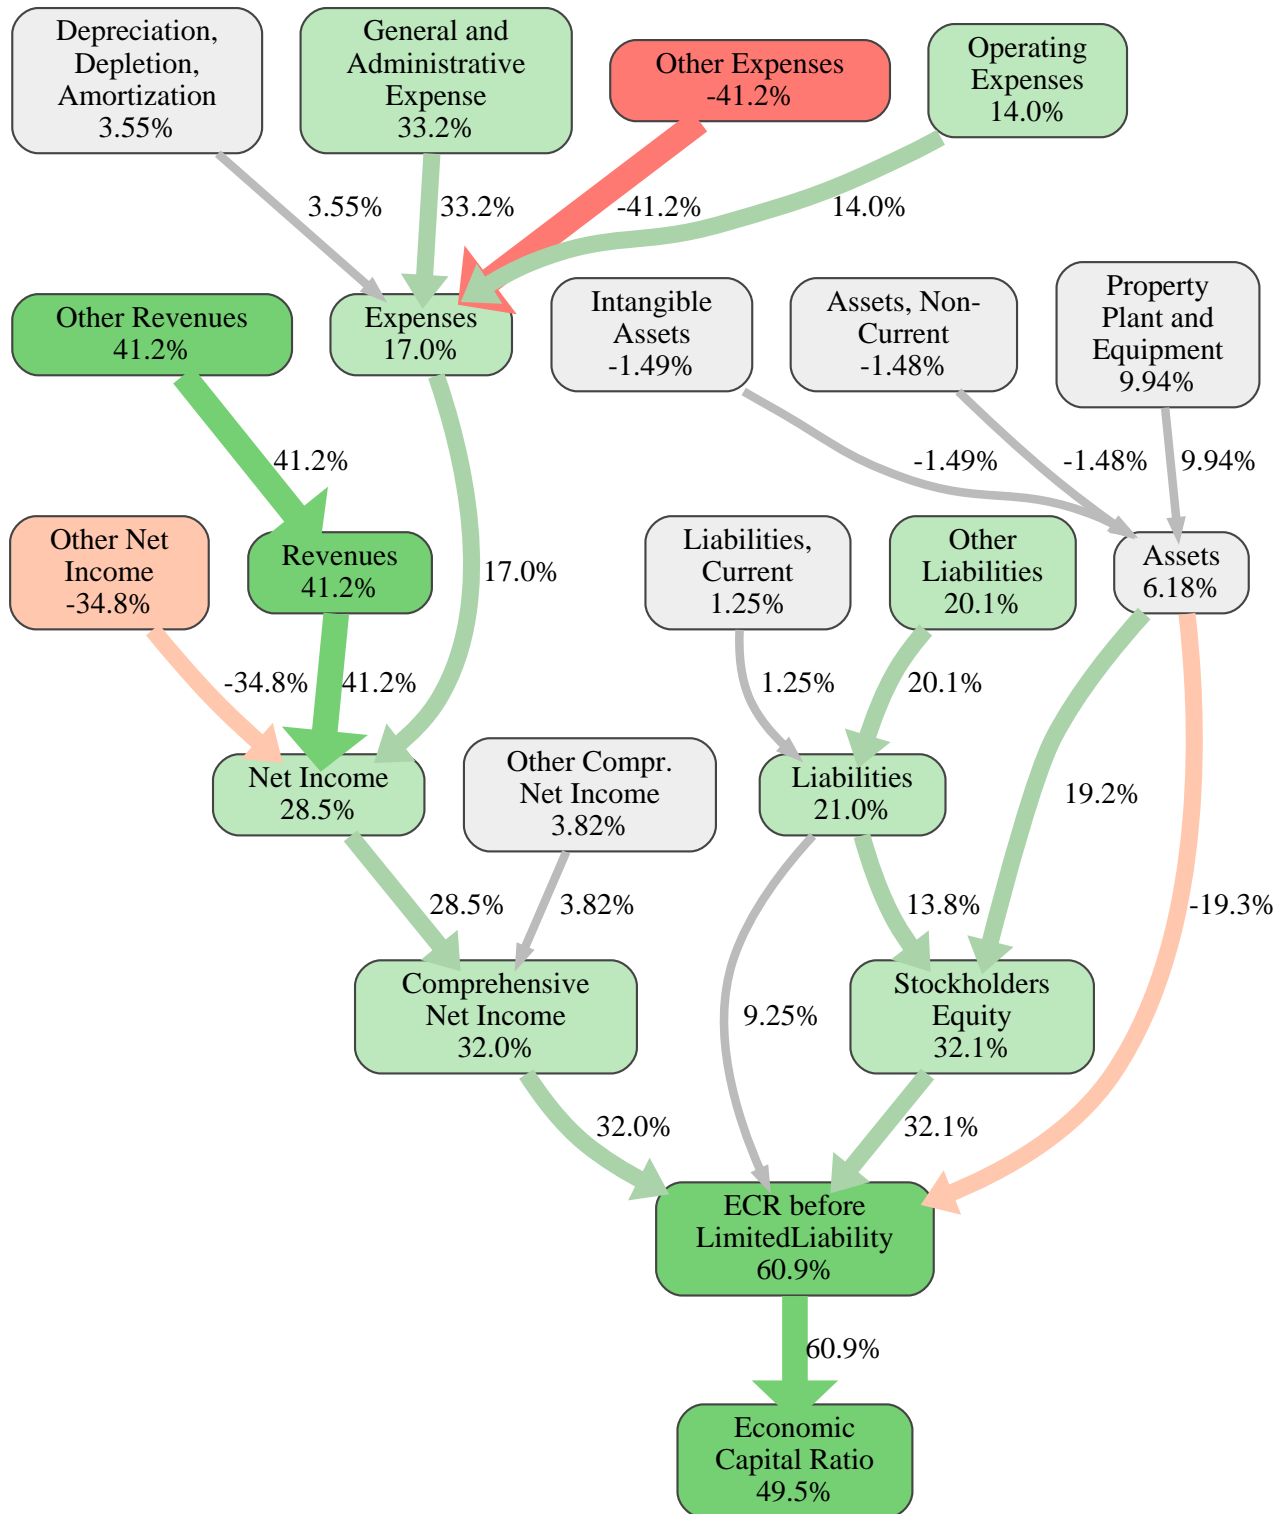 Depreciation,
Depletion,
Amortization
3.55%
General and
Administrative
Expense
33.2%
Other Expenses
-41.2%
Operating
Expenses
14.0%
3.55%
33.2%
-41.2%
14.0%
Other Revenues
41.2%
Expenses
17.0%
Intangible
Assets
-1.49%
Assets, Non-
Current
-1.48%
Property
Plant and
Equipment
9.94%
41.2%
-1.49%
-1.48%
9.94%
Other Net
Income
-34.8%
Revenues
41.2%
17.0%
Liabilities,
Current
1.25%
Other
Liabilities
20.1%
Assets
6.18%
-34.8%
41.2%
1.25%
20.1%
Net Income
28.5%
Other Compr.
Net Income
3.82%
Liabilities
21.0%
19.2%
28.5%
3.82%
13.8%
-19.3%
Comprehensive
Net Income
32.0%
9.25%
Stockholders
Equity
32.1%
32.0%
32.1%
ECR before
LimitedLiability
60.9%
60.9%
Economic
Capital Ratio
49.5%